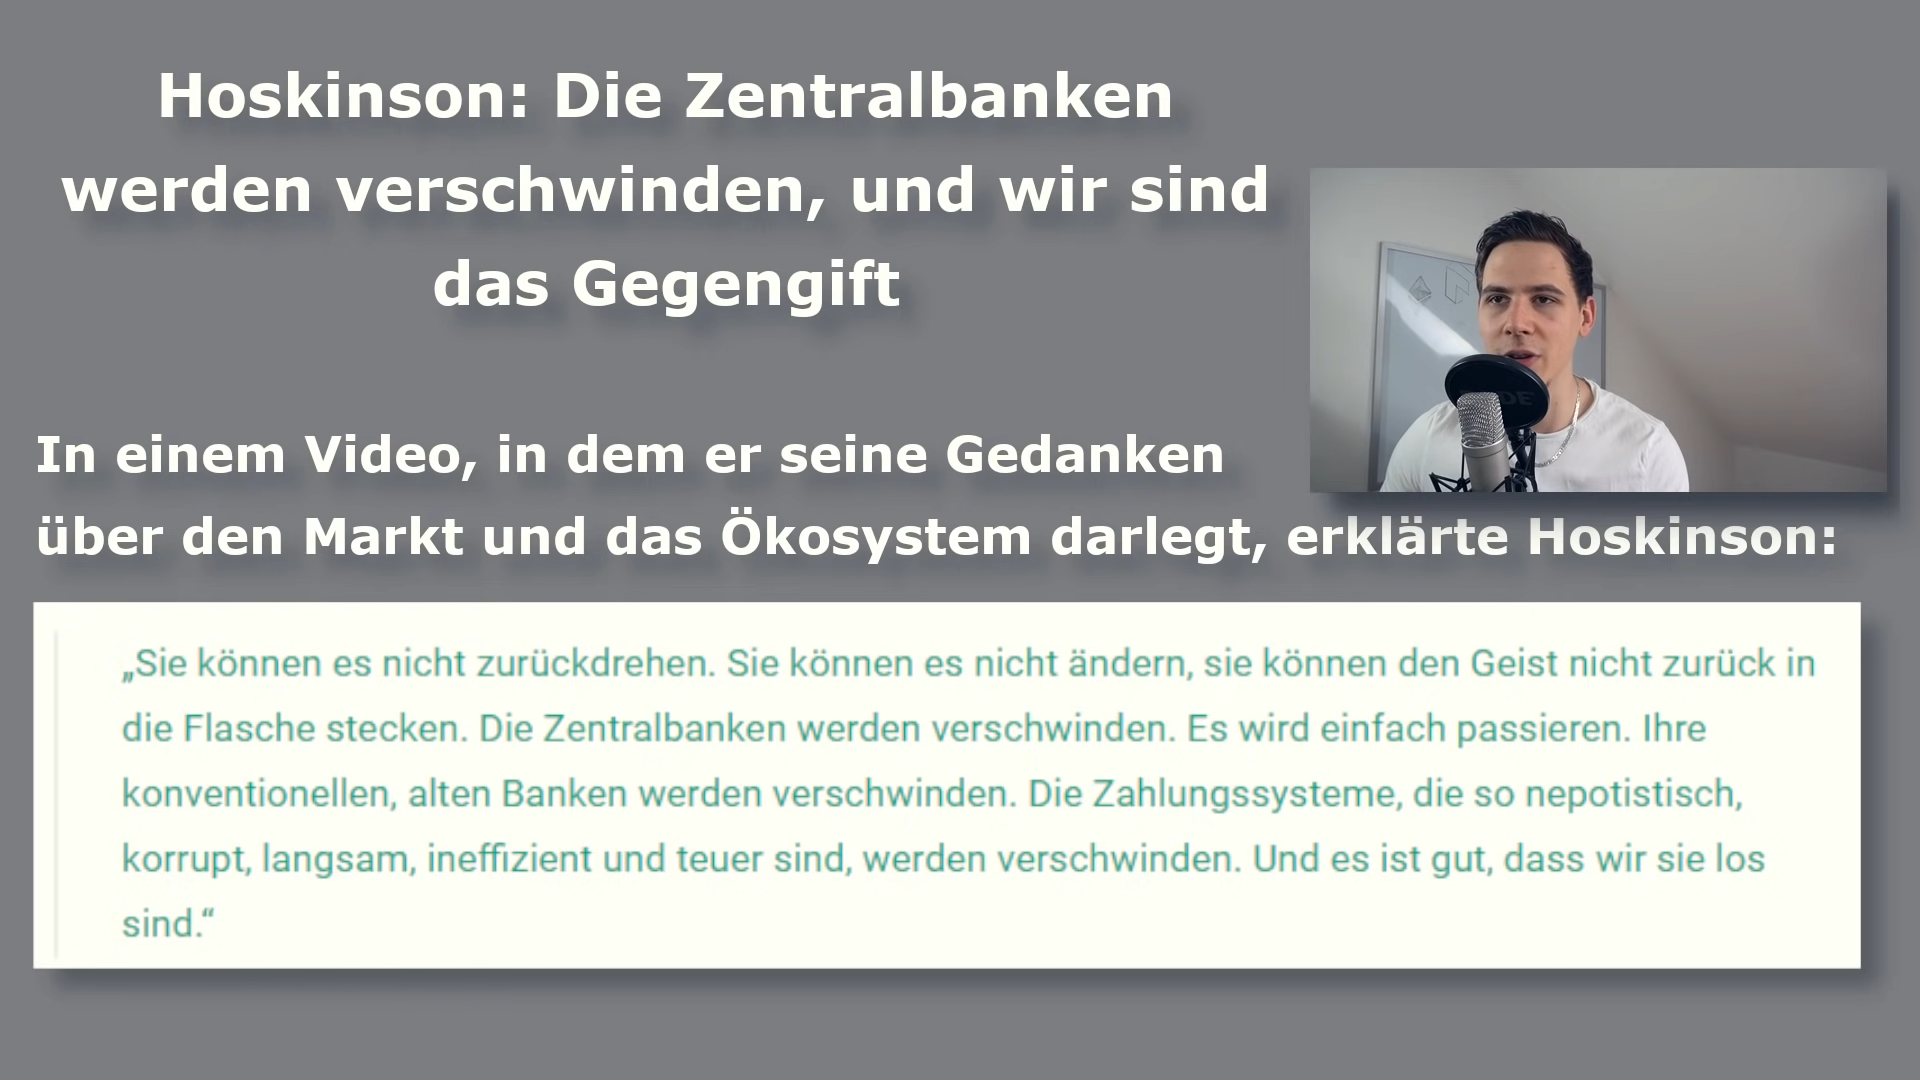 Hoskinson: Die Zentralbanken
werden verschwinden, und wir sind
das Gegengift
In einem Video, in dem er seine Gedanken
über den Markt und das Ökosystem darlegt, erklärte Hoskinson:
„Sie können es nicht zurückdrehen. Sie können es nicht ändern, sie können den Geist nicht zurück in
die Flasche stecken. Die Zentralbanken werden verschwinden. Es wird einfach passieren. Ihre
konventionellen, alten Banken werden verschwinden. Die Zahlungssysteme, die so nepotistisch,
korrupt, langsam, ineffizient und teuer sind, werden verschwinden. Und es ist gut, dass wir sie los
sind.“